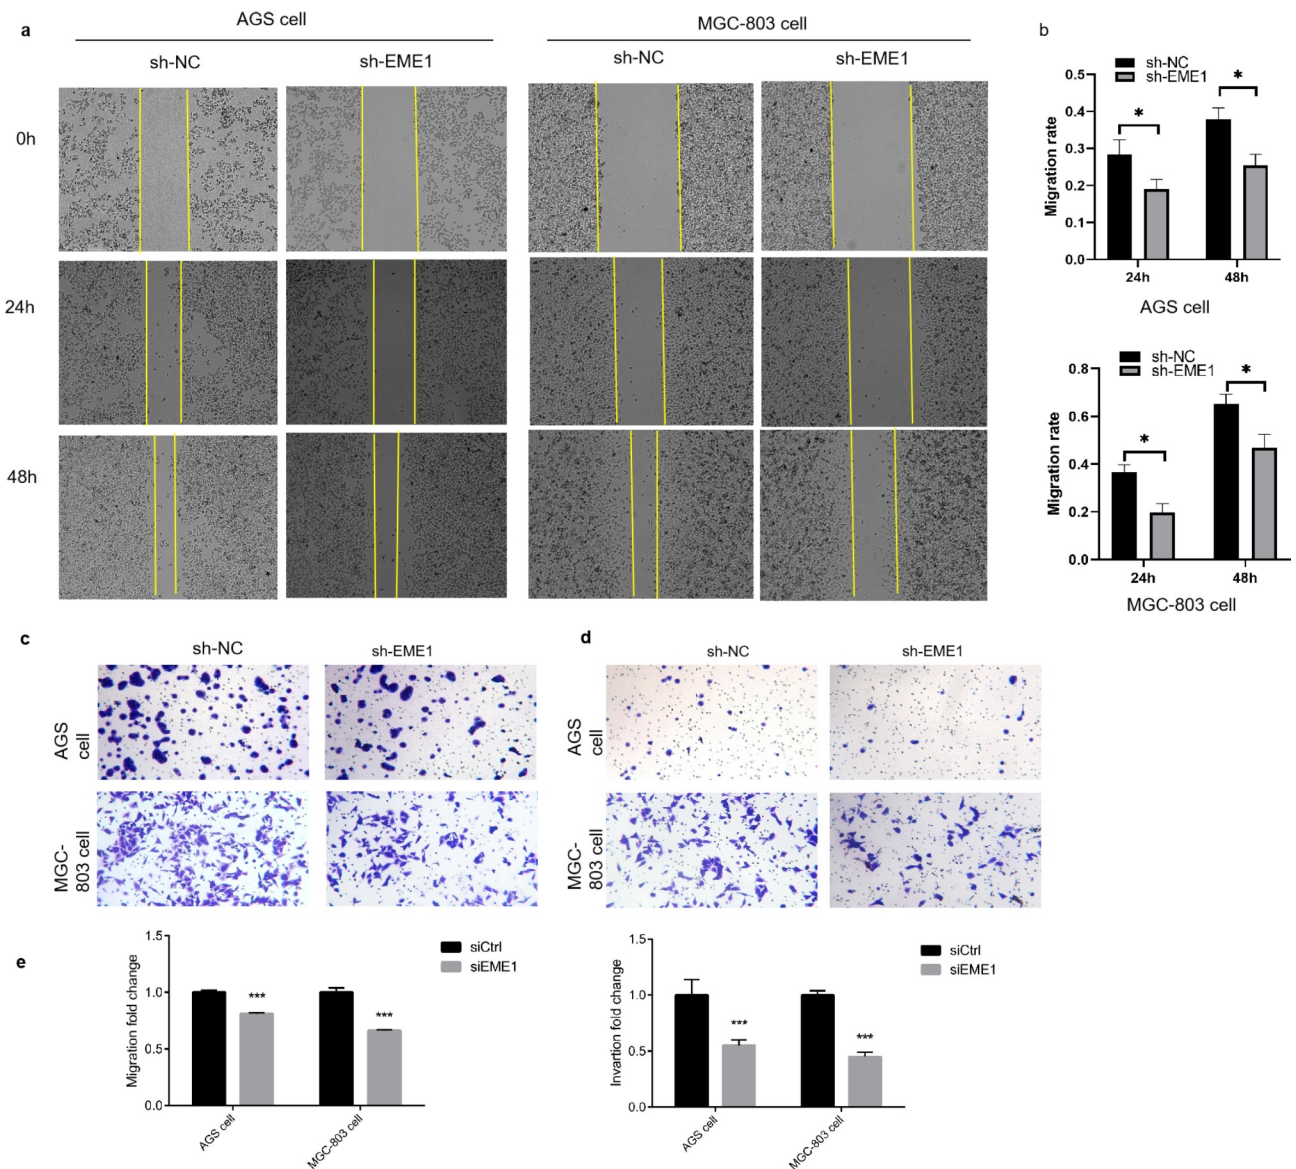 a
AGS cell
MGC-803 cell
sh-NC
sh-EME1
sh-NC
sh-EME1
0h
24h
48h
b
sh-NC
sh-EME1
Migration rate
0.5
0.4
0.3
0.2
0.1
0.0
*
*
24h
48h
AGS cell
sh-NC
sh-EME1
Migration rate
0.8
0.6
0.4
0.2
0.0
*
*
24h
48h
MGC-803 cell
c
sh-NC
sh-EME1
AGS
cell
MGC-
803 cell
d
sh-NC
sh-EME1
AGS
cell
MGC-
803 cell
e
Migration fold change
1.5
1.0
0.5
0.0
***
***
siCtrl
siEME1
AGS cell
MGC-803 cell
Invartion fold change
1.5
1.0
0.5
0.0
***
***
siCtrl
siEME1
AGS cell
MGC-803 cell